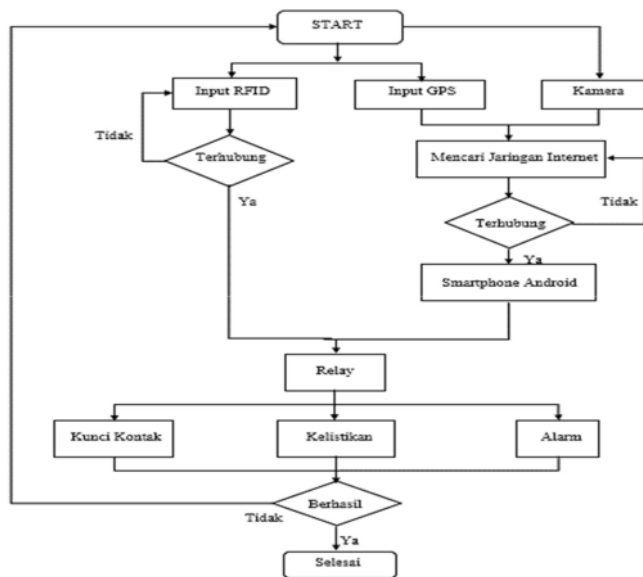 START
Input RFID
Input GPS
Kamera
Tidak
Terhubung
Mencari Jaringan Internet
Ya
Tidak
Terhubung
Ya
Smartphone Android
Relay
Kunci Kontak
Kelistikan
Alarm
Berhasil
Tidak
Ya
Selesai